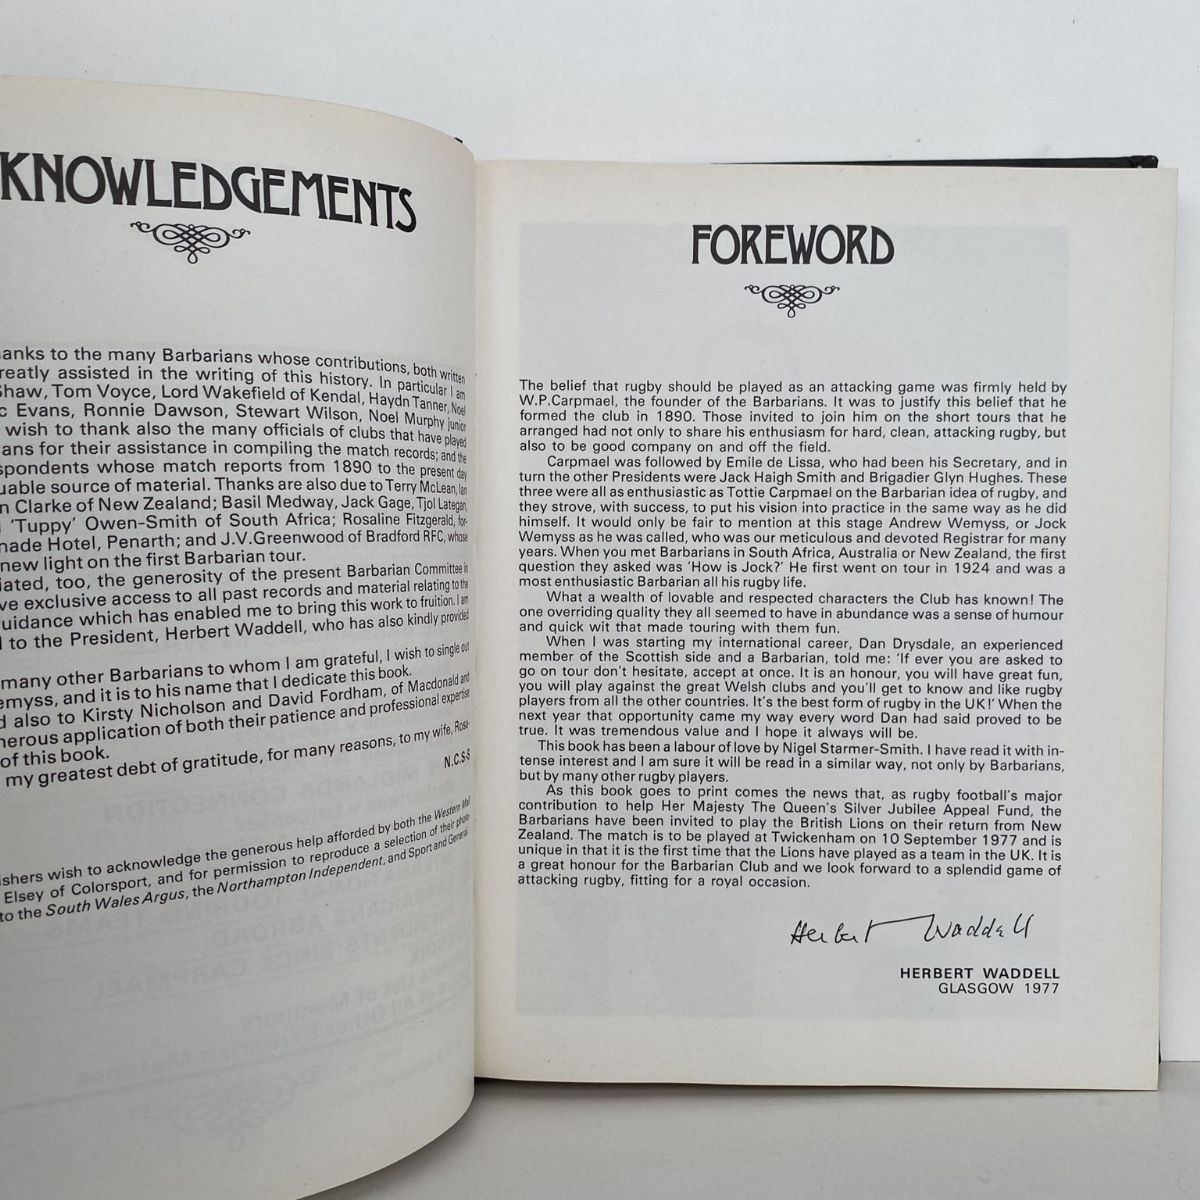 KNOWLEDGEMENTS
anks to the many Barbarians whose contributions, both written
reatly assisted in the writing of this history. In particular I am
Shaw, Tom Voyce, Lord Wakefield of Kendal, Haydn Tanner, Noel
c Evans, Ronnie Dawson, Stewart Wilson, Noel Murphy junior
wish to thank also the many officials of clubs that have played
ans for their assistance in compiling the match records; and the
spondents whose match reports from 1890 to the present day
uable source of material. Thanks are also due to Terry McLean, Ian
n Clarke of New Zealand; Basil Medway, Jack Gage, Tjol Lategan,
'Tuppy' Owen-Smith of South Africa; Rosaline Fitzgerald, for-
nade Hotel, Penarth; and J.V.Greenwood of Bradford RFC, whose
new light on the first Barbarian tour.
iated, too, the generosity of the present Barbarian Committee in
ve exclusive access to all past records and material relating to the
uidance which has enabled me to bring this work to fruition. I am
to the President, Herbert Waddell, who has also kindly provided
many other Barbarians to whom I am grateful, I wish to single out
emyss, and it is to his name that I dedicate this book.
d also to Kirsty Nicholson and David Fordham, of Macdonald and
nerous application of both their patience and professional expertise
of this book.
my greatest debt of gratitude, for many reasons, to my wife, Rosa-
N.C.S-S
ishers wish to acknowledge the generous help afforded by both the Western Mail
Elsey of Colorsport, and for permission to reproduce a selection of their photo-
to the South Wales Argus, the Northampton Independent, and Sport and General.
FOREWORD
The belief that rugby should be played as an attacking game was firmly held by
W.P.Carpmael, the founder of the Barbarians. It was to justify this belief that he
formed the club in 1890. Those invited to join him on the short tours that he
arranged had not only to share his enthusiasm for hard, clean, attacking rugby, but
also to be good company on and off the field.
Carpmael was followed by Emile de Lissa, who had been his Secretary, and in
turn the other Presidents were Jack Haigh Smith and Brigadier Glyn Hughes. These
three were all as enthusiastic as Tottie Carpmael on the Barbarian idea of rugby, and
they strove, with success, to put his vision into practice in the same way as he did
himself. It would only be fair to mention at this stage Andrew Wemyss, or Jock
Wemyss as he was called, who was our meticulous and devoted Registrar for many
years. When you met Barbarians in South Africa, Australia or New Zealand, the first
question they asked was 'How is Jock?' He first went on tour in 1924 and was a
most enthusiastic Barbarian all his rugby life.
What a wealth of lovable and respected characters the Club has known! The
one overriding quality they all seemed to have in abundance was a sense of humour
and quick wit that made touring with them fun.
When I was starting my international career, Dan Drysdale, an experienced
member of the Scottish side and a Barbarian, told me: 'If ever you are asked to
go on tour don't hesitate, accept at once. It is an honour, you will have great fun,
you will play against the great Welsh clubs and you'll get to know and like rugby
players from all the other countries. It's the best form of rugby in the UK!' When the
next year that opportunity came my way every word Dan had said proved to be
true. It was tremendous value and I hope it always will be.
This book has been a labour of love by Nigel Starmer-Smith. I have read it with in-
tense interest and I am sure it will be read in a similar way, not only by Barbarians,
but by many other rugby players.
As this book goes to print comes the news that, as rugby football's major
contribution to help Her Majesty The Queen's Silver Jubilee Appeal Fund, the
Barbarians have been invited to play the British Lions on their return from New
Zealand. The match is to be played at Twickenham on 10 September 1977 and is
unique in that it is the first time that the Lions have played as a team in the UK. It is
a great honour for the Barbarian Club and we look forward to a splendid game of
attacking rugby, fitting for a royal occasion.
Herbert Waddell
HERBERT WADDELL
GLASGOW 1977